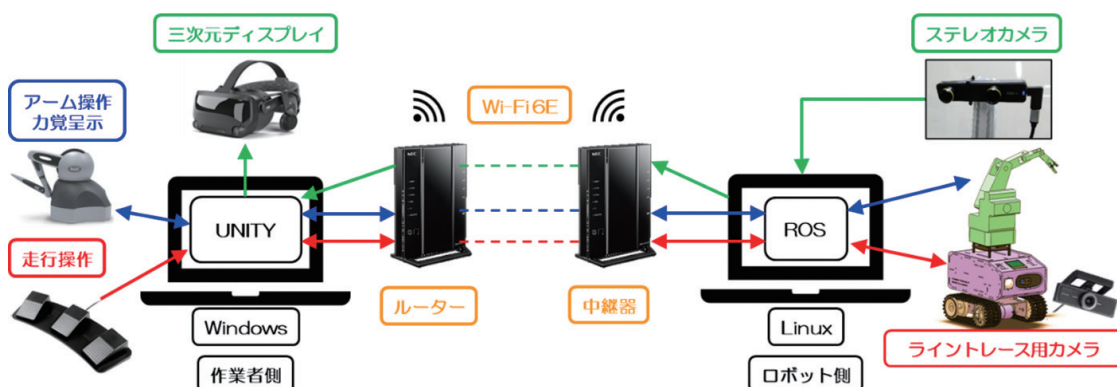 三次元ディスプレイ
ステレオカメラ
アーム操作
力覚呈示
Wi-Fi6E
NEC
NEC
UNITY
ROS
走行操作
ルーター
中継器
Windows
Linux
ライントレース用カメラ
作業者側
ロボット側